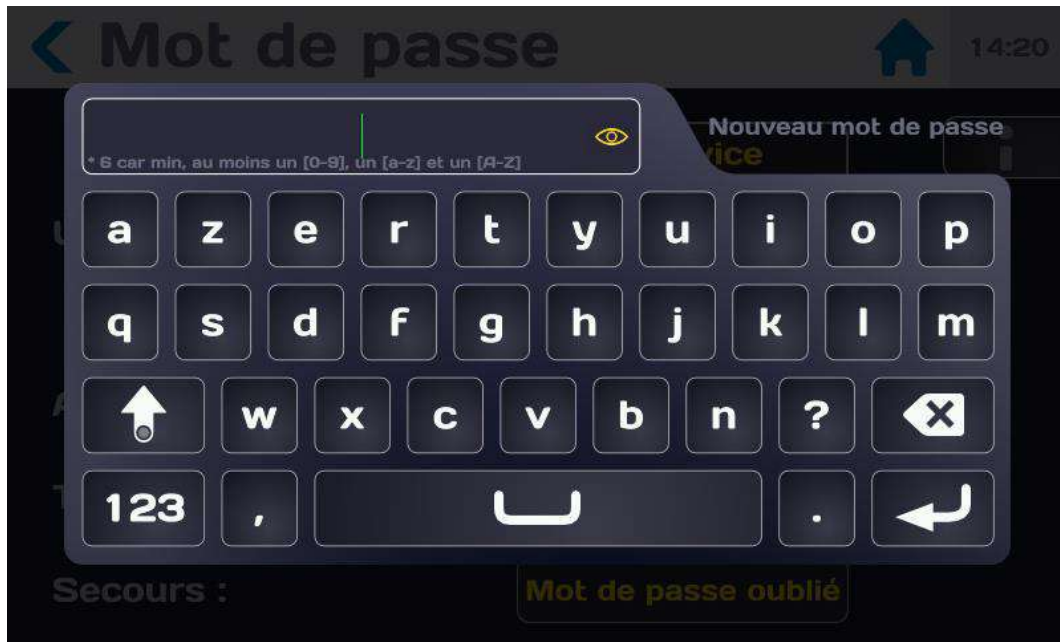 Mot de passe
14:20
Nouveau mot de passe
* 6 car min, au moins un [0-9], un [a-z] et un [A-Z]
a z e r t y u i o p
q s d f g h j k l m
w x c v b n ?
123 , .
Secours :
Mot de passe oublié